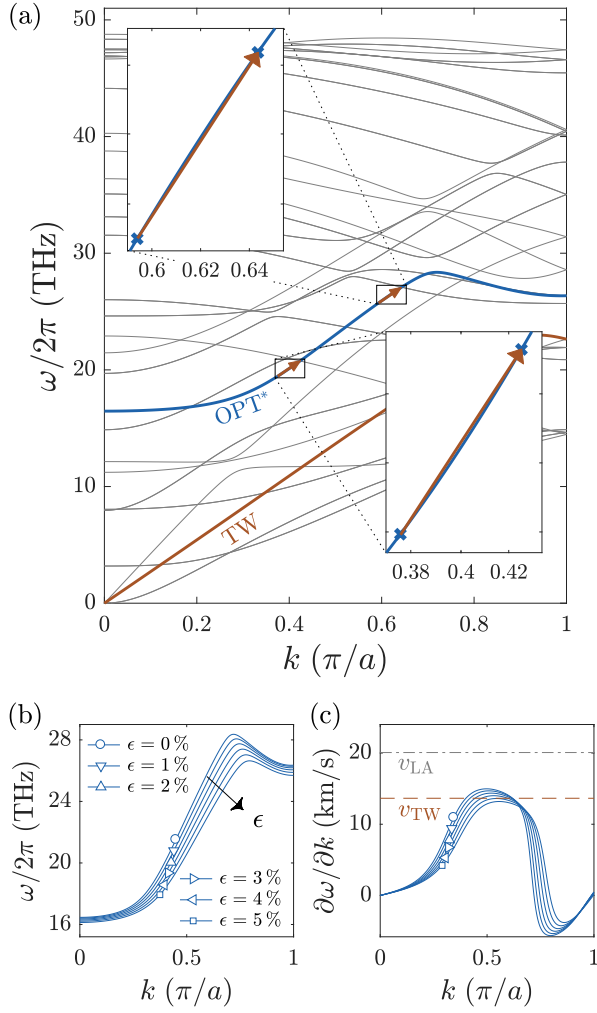 (a)
50
40
30
20
10
0
ω/2π (THz)
0.6 0.62 0.64
OPT*
TW
0.38 0.4 0.42
0 0.2 0.4 0.6 0.8 1
k (π/a)
(b)
28
24
20
16
ω/2π (THz)
ϵ = 0 %
ϵ = 1 %
ϵ = 2 %
ϵ
ϵ = 3 %
ϵ = 4 %
ϵ = 5 %
0 0.5 1
k (π/a)
(c)
20
10
0
∂ω/∂k (km/s)
v_LA
v_TW
0 0.5 1
k (π/a)